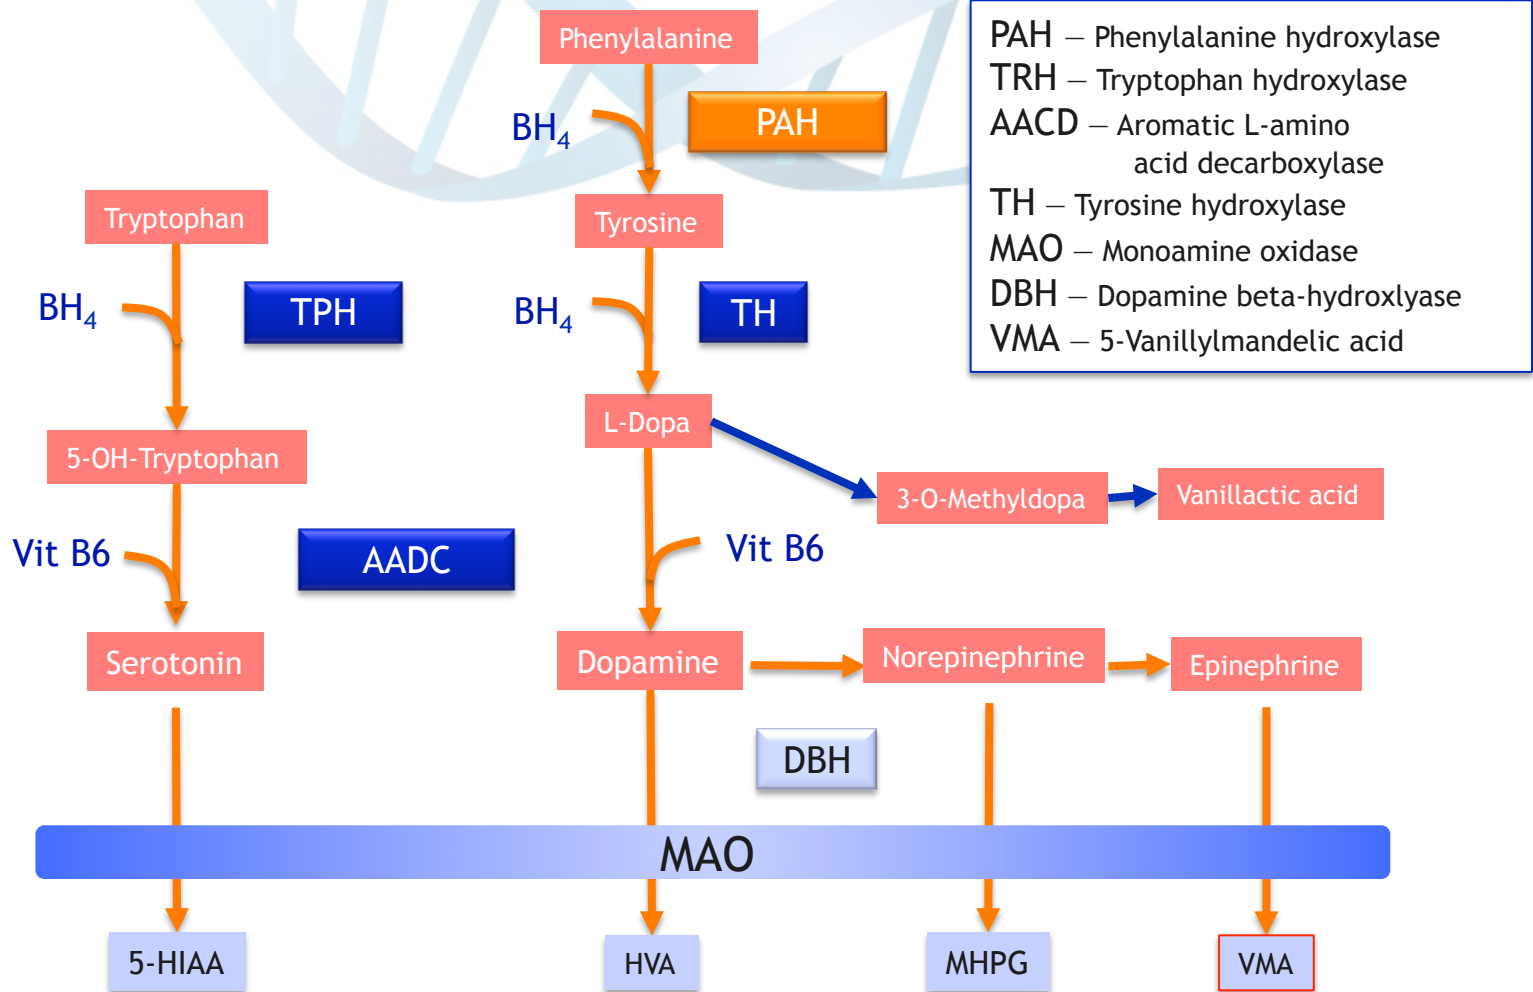 Phenylalanine
PAH – Phenylalanine hydroxylase
TRH – Tryptophan hydroxylase
AACD – Aromatic L-amino
acid decarboxylase
TH – Tyrosine hydroxylase
MAO – Monoamine oxidase
DBH – Dopamine beta-hydroxlyase
VMA – 5-Vanillylmandelic acid
BH₄
PAH
Tryptophan
Tyrosine
BH₄
TPH
BH₄
TH
L-Dopa
5-OH-Tryptophan
3-O-Methyldopa
Vanillactic acid
Vit B6
AADC
Vit B6
Serotonin
Dopamine
Norepinephrine
Epinephrine
DBH
MAO
5-HIAA
HVA
MHPG
VMA